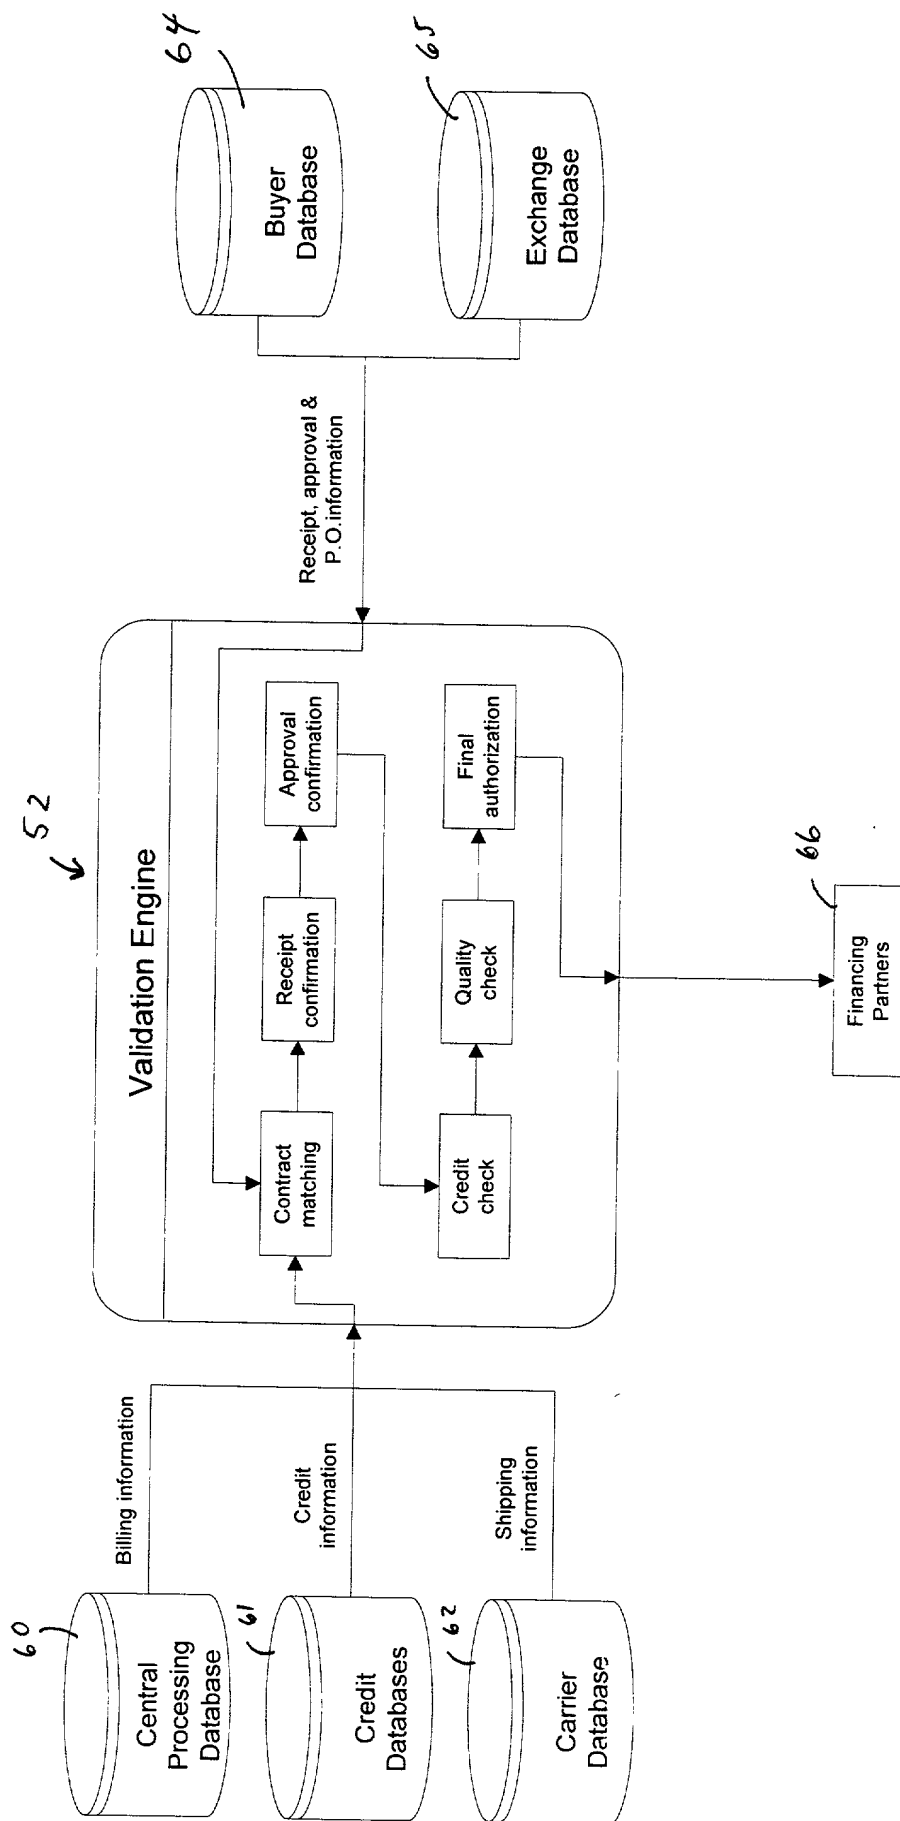 52
Validation Engine
60
Central
Processing
Database
Billing information
61
Credit
Databases
Credit
information
62
Carrier
Database
Shipping
information
Contract
matching
Receipt
confirmation
Approval
confirmation
Credit
check
Quality
check
Final
authorization
Receipt, approval &
P.O.information
64
Buyer
Database
65
Exchange
Database
66
Financing
Partners